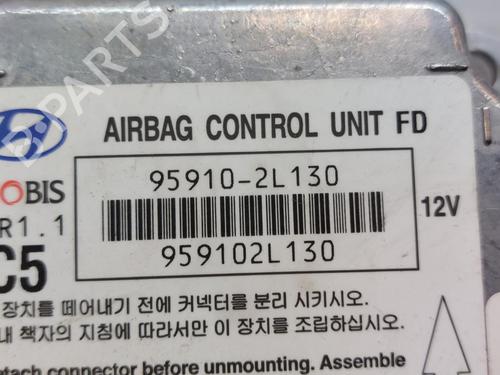 B-PARTS
AIRBAG CONTROL UNIT FD
OBIS
95910-2L130
R1.1
12V
C5
959102L130
장치를 떼어내기 전에 커넥터를 분리 시키시오.
내 책자의 지침에 따라서만 이 장치를 조립하십시오.
etach connector before unmounting. Assemble